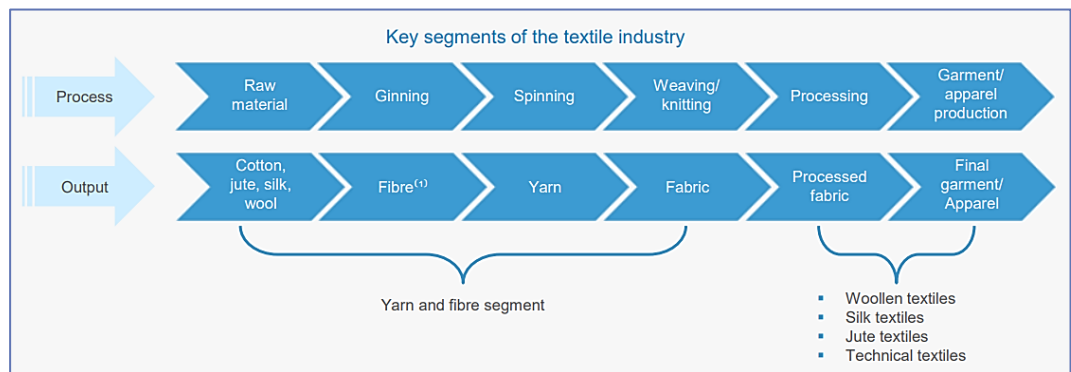 Key segments of the textile industry
Process
Raw
material
Ginning
Spinning
Weaving/
knitting
Processing
Garment/
apparel
production
Output
Cotton,
jute, silk,
wool
Fibre⁽¹⁾
Yarn
Fabric
Processed
fabric
Final
garment/
Apparel
Yarn and fibre segment
▪ Woollen textiles
▪ Silk textiles
▪ Jute textiles
▪ Technical textiles